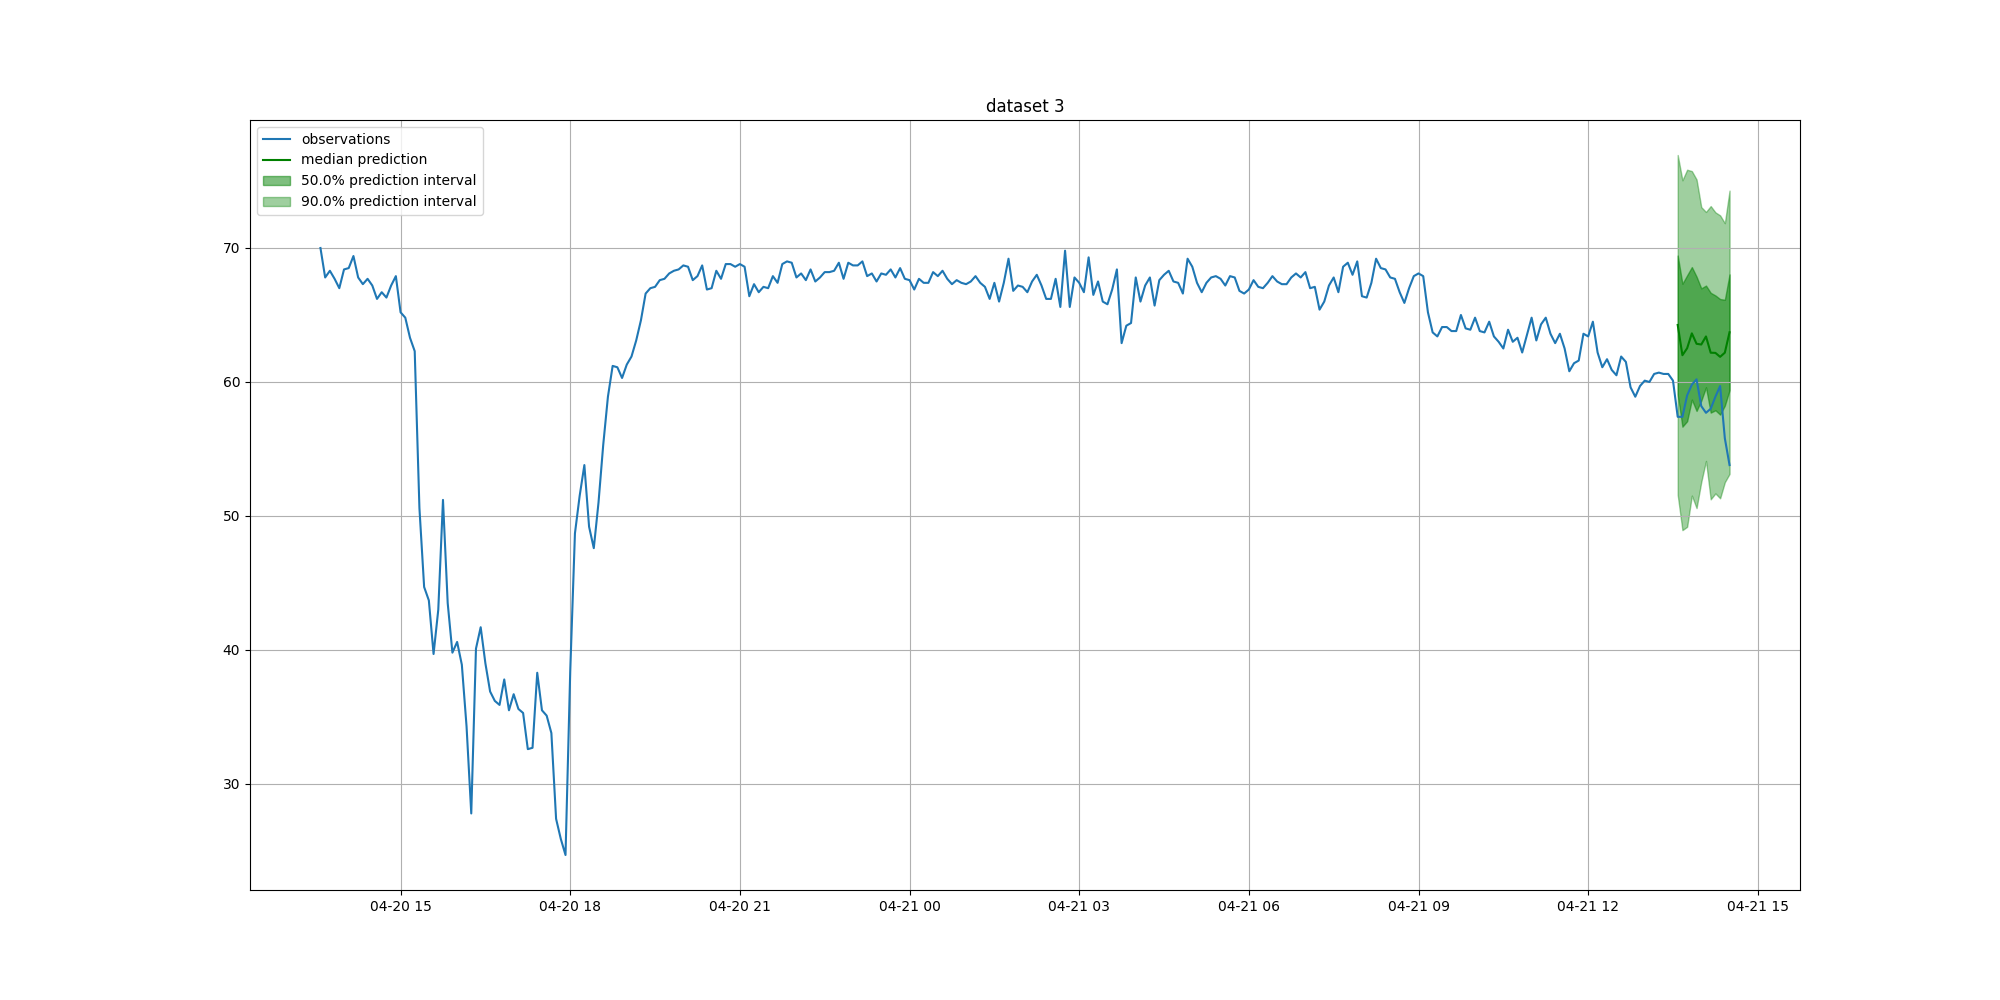 dataset 3
observations
median prediction
50.0% prediction interval
90.0% prediction interval
70
60
50
40
30
04-20 15
04-20 18
04-20 21
04-21 00
04-21 03
04-21 06
04-21 09
04-21 12
04-21 15